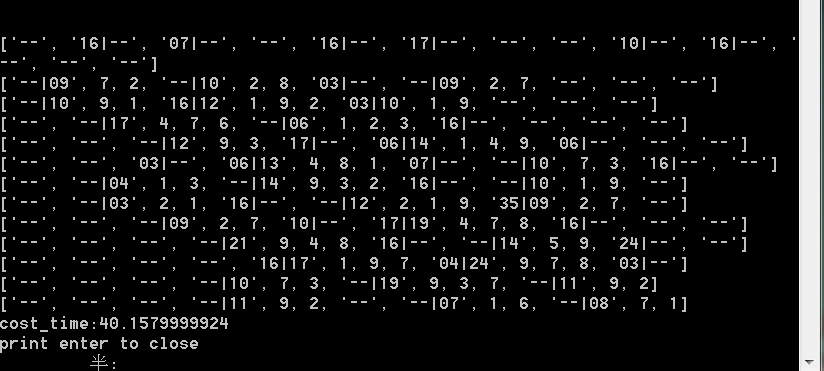 ['--', '16|--', '07|--', '--', '--', '16|--', '17|--', '--', '--', '10|--', '16|--', '
--', '--', '--']
['--|09', 7, 2, '--|10', 2, 8, '03|--', '--|09', 2, 7, '--', '--', '--', '--']
['--|10', 9, 1, '16|12', 1, 9, 2, '03|10', 1, 9, '--', '--', '--', '--']
['--', '--|17', 4, 7, 6, '--|06', 1, 2, 3, '16|--', '--', '--', '--', '--']
['--', '--', '--|12', 9, 3, '17|--', '--', '06|14', 1, 4, 9, '06|--', '--', '--', '--']
['--', '--', '03|--', '06|13', 4, 8, 1, '07|--', '--', '--|10', 7, 3, '16|--', '--']
['--', '--|04', 1, 3, '--|14', 9, 3, 2, '16|--', '--', '--|10', 1, 9, '--']
['--', '--|03', 2, 1, '16|--', '--', '--|12', 2, 1, 9, '35|09', 2, 7, '--']
['--', '--', '--', '--|09', 2, 7, '10|--', '--', '17|19', 4, 7, 8, '16|--', '--', '--']
['--', '--', '--', '--', '--|21', 9, 4, 8, '16|--', '--', '--|14', 5, 9, '24|--', '--']
['--', '--', '--', '--', '--', '16|17', 1, 9, 7, '04|24', 9, 7, 8, '03|--']
['--', '--', '--', '--', '--|10', 7, 3, '--|19', 9, 3, 7, '--|11', 9, 2]
['--', '--', '--', '--', '--|11', 9, 2, '--', '--', '--|07', 1, 6, '--|08', 7, 1]
cost_time:40.1579999924
print enter to close
半: